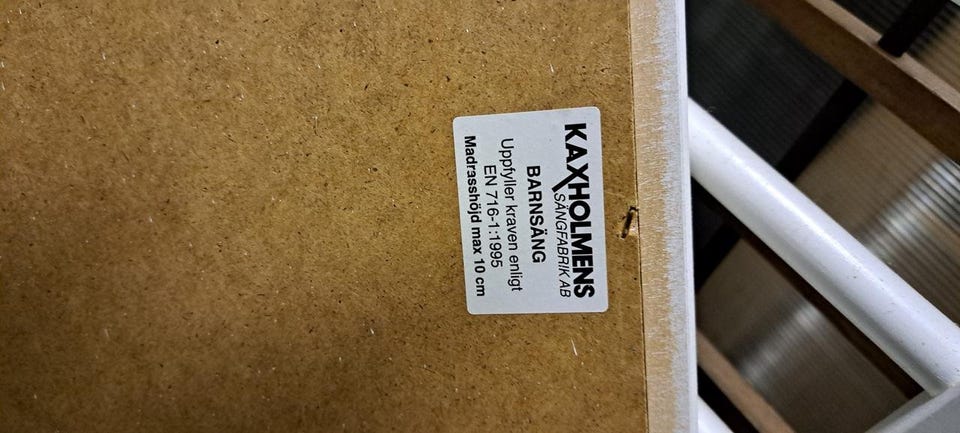 KAXHOLMENS
SÄNGFABRIK AB
BARNSÄNG
Uppfyller kraven enligt
EN 716-1:1995
Madrasshöjd max 10 cm